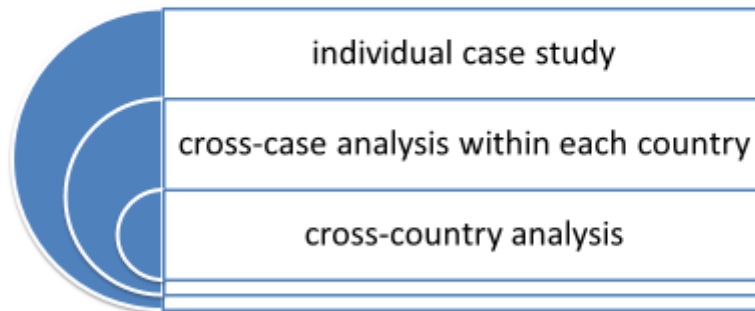 individual case study
cross-case analysis within each country
cross-country analysis